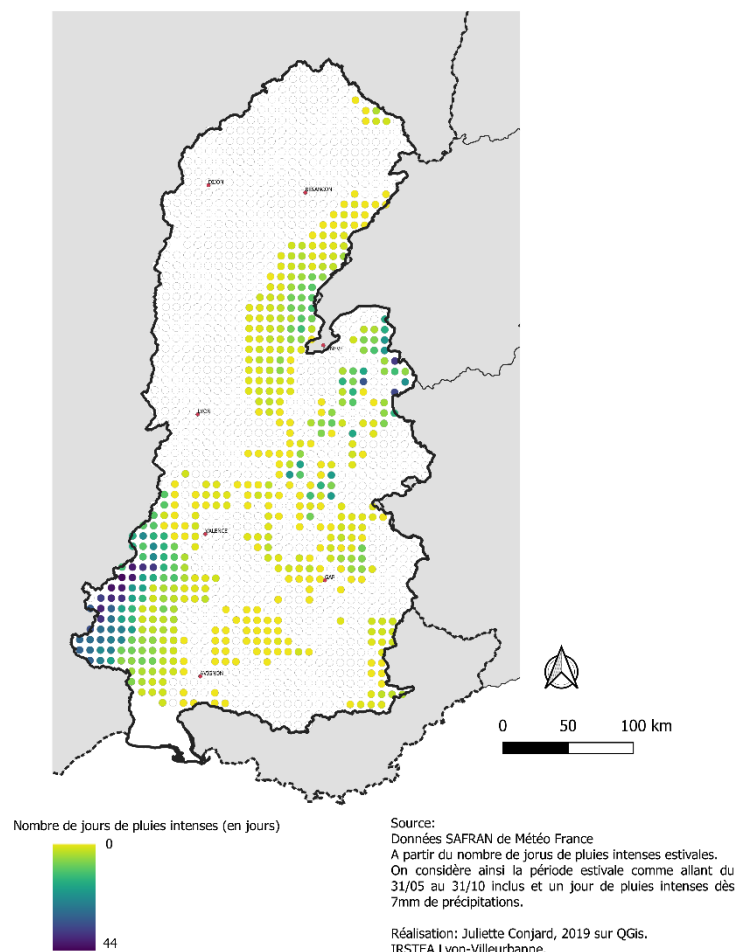 DIJON
BESANCON
LYON
VALENCE
GAP
AVIGNON
0 50 100 km
Nombre de jours de pluies intenses (en jours)
0
44
Source:
Données SAFRAN de Météo France
A partir du nombre de jorus de pluies intenses estivales.
On considère ainsi la période estivale comme allant du
31/05 au 31/10 inclus et un jour de pluies intenses dès
7mm de précipitations.
Réalisation: Juliette Conjard, 2019 sur QGis.
IRSTEA Lyon-Villeurbanne